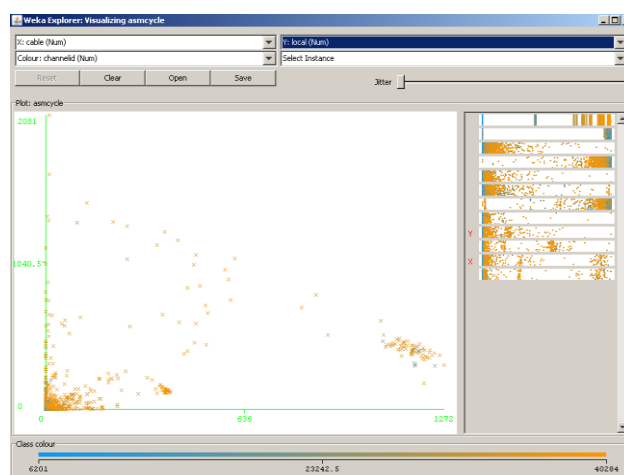 Weka Explorer: Visualizing asmcycle
X: cable (Num) Y: local (Num)
Colour: channelid (Num) Select Instance
Reset Clear Open Save Jitter
Plot: asmcycle
2081
1040.5
0
0 636 1272
Y
X
Class colour
6201 23242.5 40284